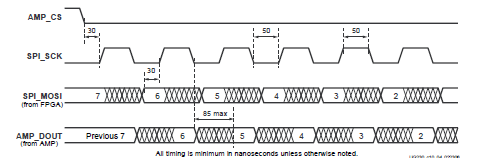 AMP_CS
30
50
50
SPI_SCK
30
SPI_MOSI
(from FPGA)
7 6 5 4 3 2
85 max
AMP_DOUT
(from AMP)
Previous 7 6 5 4 3 2
All timing is minimum in nanoseconds unless otherwise noted.